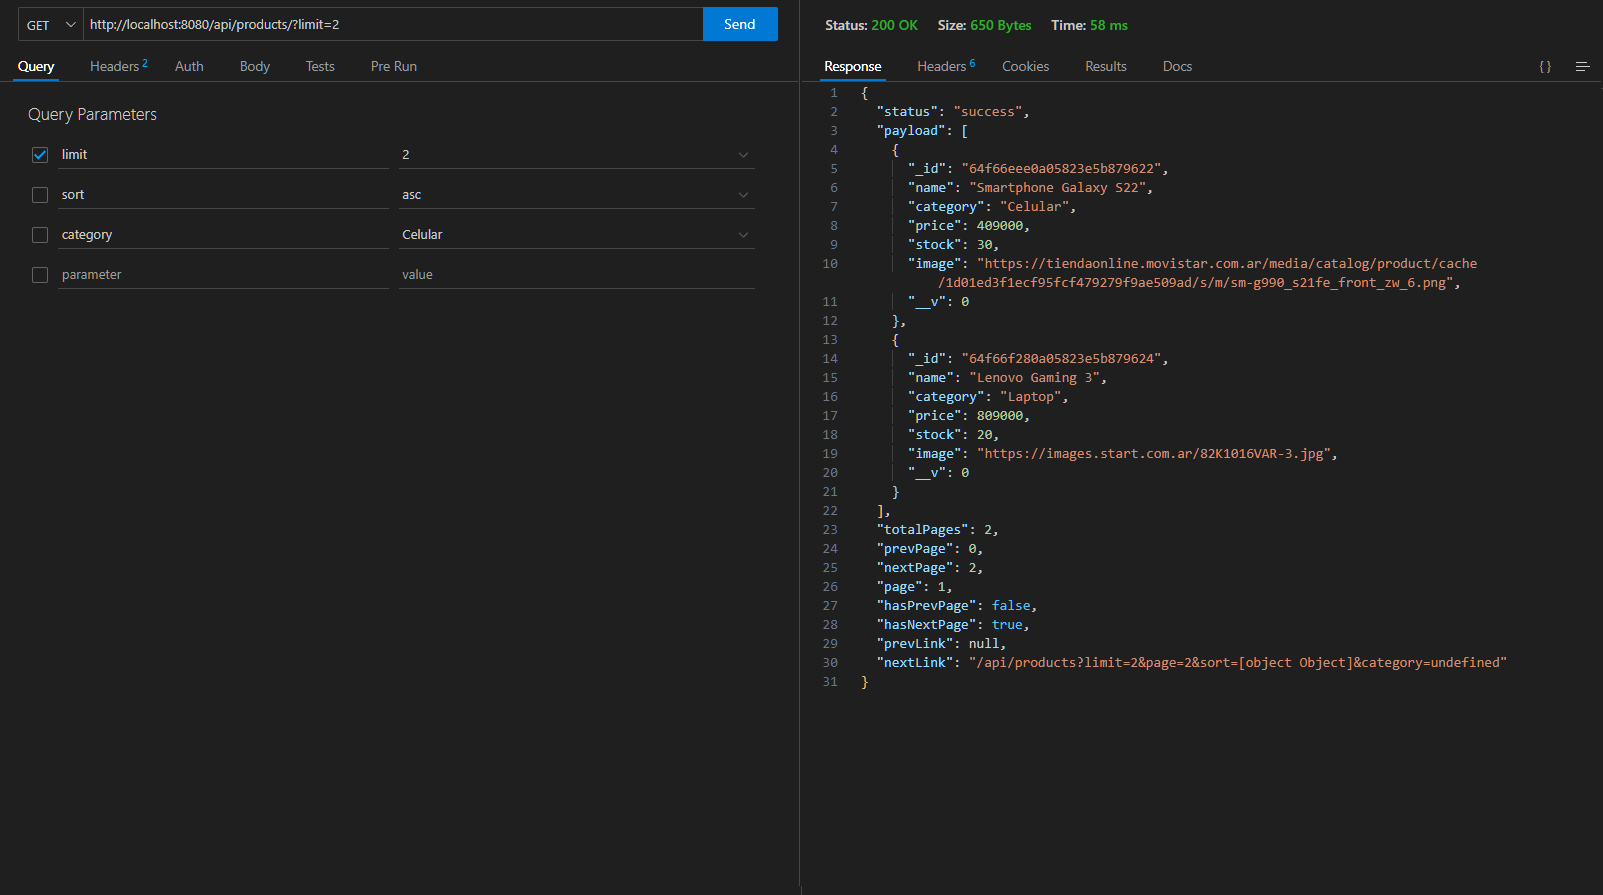 GET http://localhost:8080/api/products/?limit=2 Send
Query Headers 2 Auth Body Tests Pre Run
Query Parameters
limit 2
sort asc
category Celular
parameter value
Status: 200 OK Size: 650 Bytes Time: 58 ms
Response Headers 6 Cookies Results Docs { }
1 {
2 "status": "success",
3 "payload": [
4 {
5 "_id": "64f66eee0a05823e5b879622",
6 "name": "Smartphone Galaxy S22",
7 "category": "Celular",
8 "price": 409000,
9 "stock": 30,
10 "image": "https://tiendaonline.movistar.com.ar/media/catalog/product/cache
/1d01ed3f1ecf95fcf479279f9ae509ad/s/m/sm-g990_s21fe_front_zw_6.png",
11 "__v": 0
12 },
13 {
14 "_id": "64f66f280a05823e5b879624",
15 "name": "Lenovo Gaming 3",
16 "category": "Laptop",
17 "price": 809000,
18 "stock": 20,
19 "image": "https://images.start.com.ar/82K1016VAR-3.jpg",
20 "__v": 0
21 }
22 ],
23 "totalPages": 2,
24 "prevPage": 0,
25 "nextPage": 2,
26 "page": 1,
27 "hasPrevPage": false,
28 "hasNextPage": true,
29 "prevLink": null,
30 "nextLink": "/api/products?limit=2&page=2&sort=[object Object]&category=undefined"
31 }